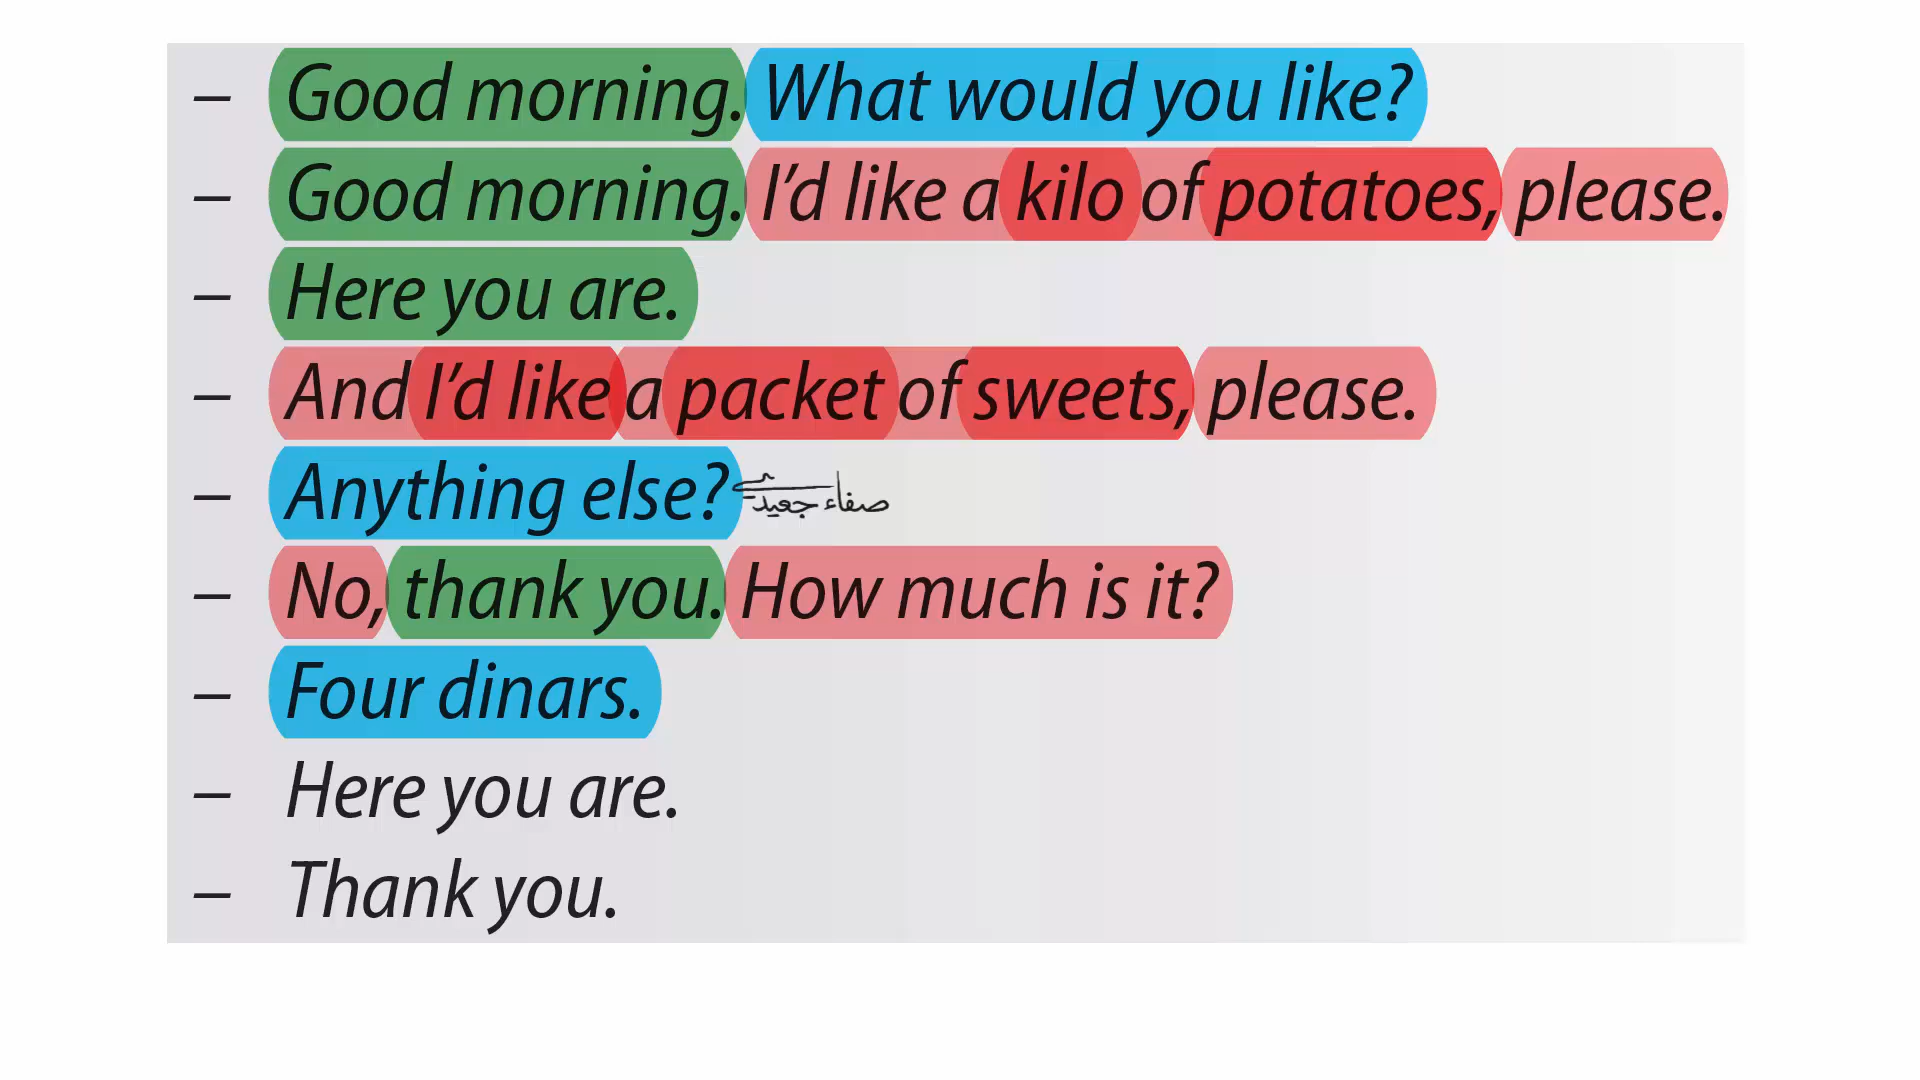 – Good morning. What would you like?
– Good morning. I’d like a kilo of potatoes, please.
– Here you are.
– And I’d like a packet of sweets, please.
– Anything else?
صفاء جعيدي
– No, thank you. How much is it?
– Four dinars.
– Here you are.
– Thank you.